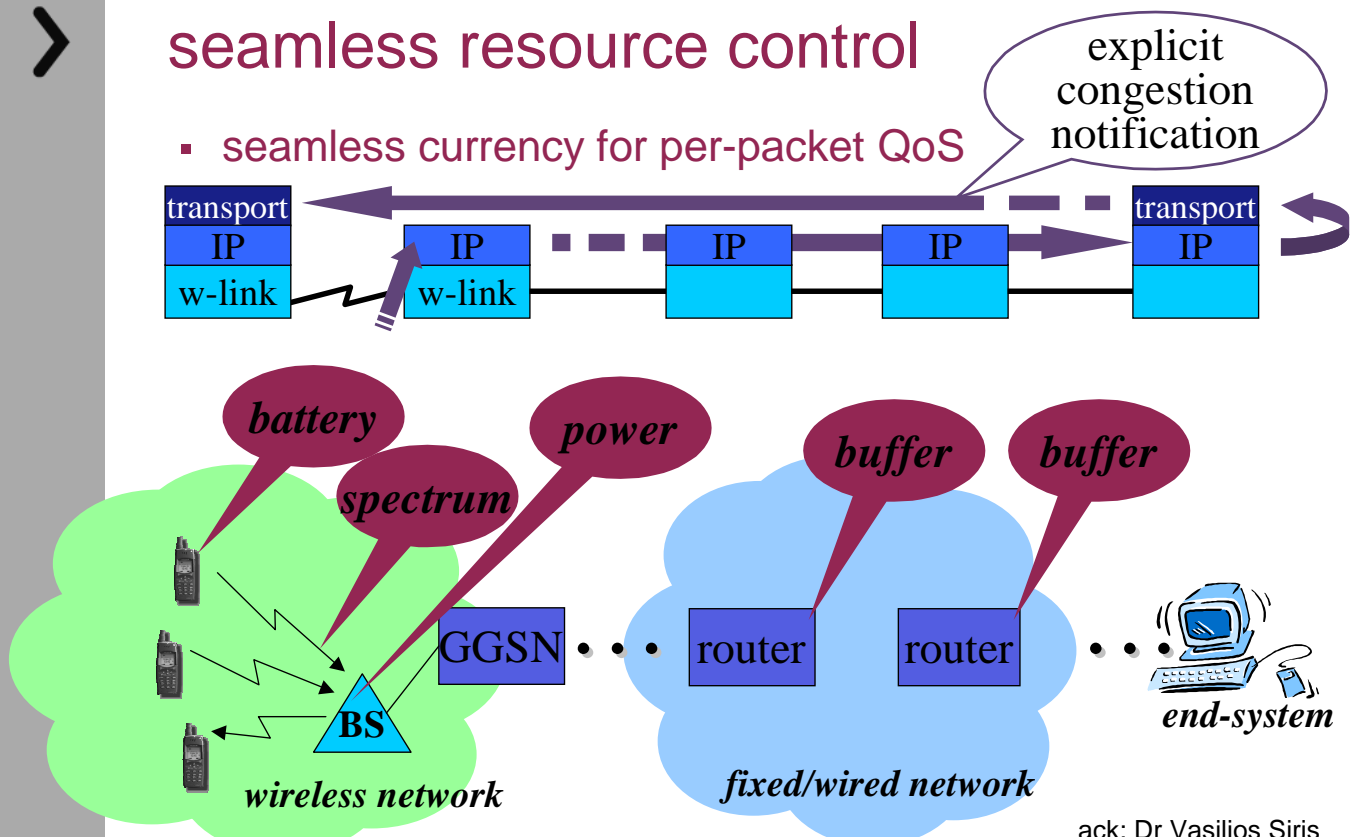 seamless resource control
explicit
congestion
notification
▪ seamless currency for per-packet QoS
transport
transport
IP
IP
IP
IP
IP
w-link
w-link
battery
power
buffer
buffer
spectrum
GGSN
router
router
BS
end-system
wireless network
fixed/wired network
ack: Dr Vasilios Siris